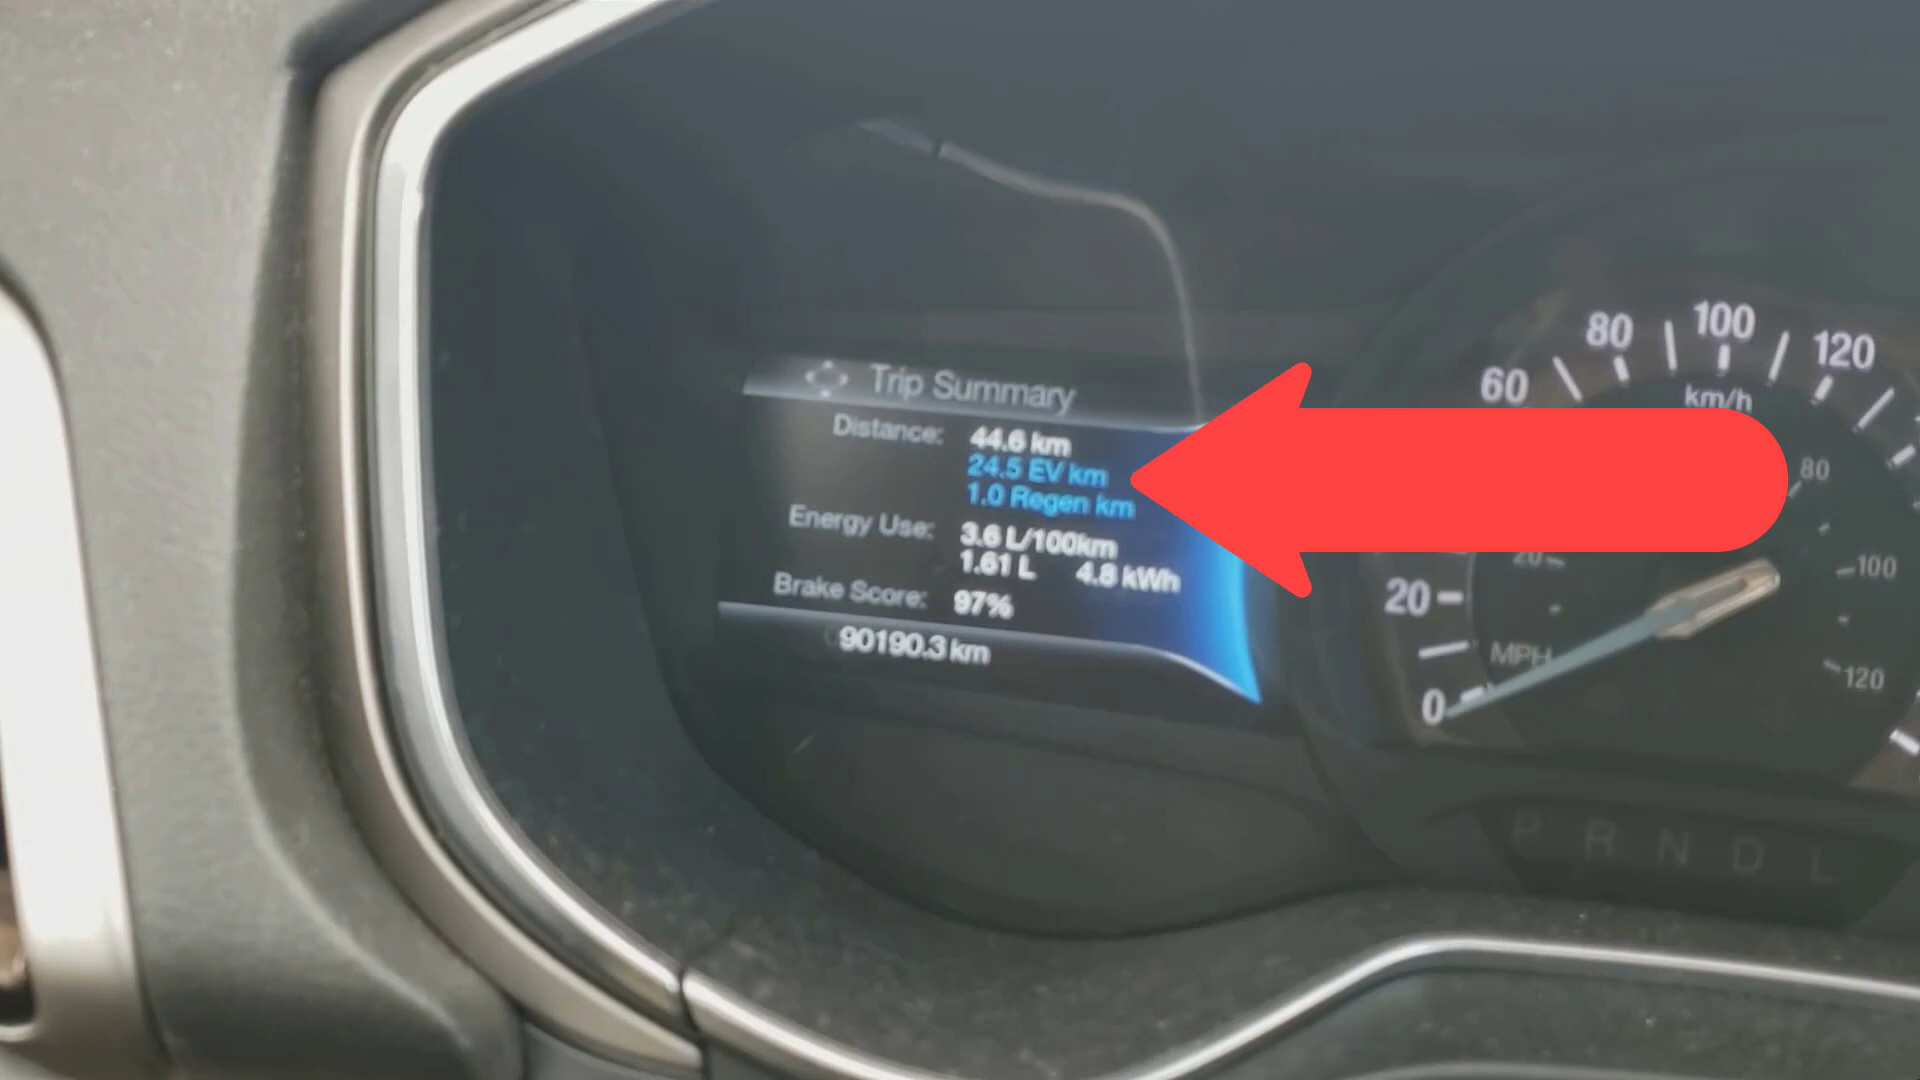 Trip Summary
Distance: 44.6 km
24.5 EV km
1.0 Regen km
Energy Use: 3.6 L/100km
1.61 L 4.8 kWh
Brake Score: 97%
90190.3 km
60 80 100 120
km/h
80
20
100
20
MPH
120
0
P R N D L